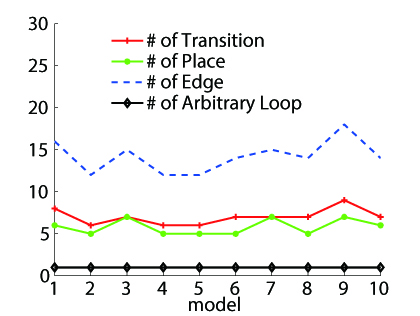 30
25
20
15
10
5
0
# of Transition
# of Place
# of Edge
# of Arbitrary Loop
1 2 3 4 5 6 7 8 9 10
model